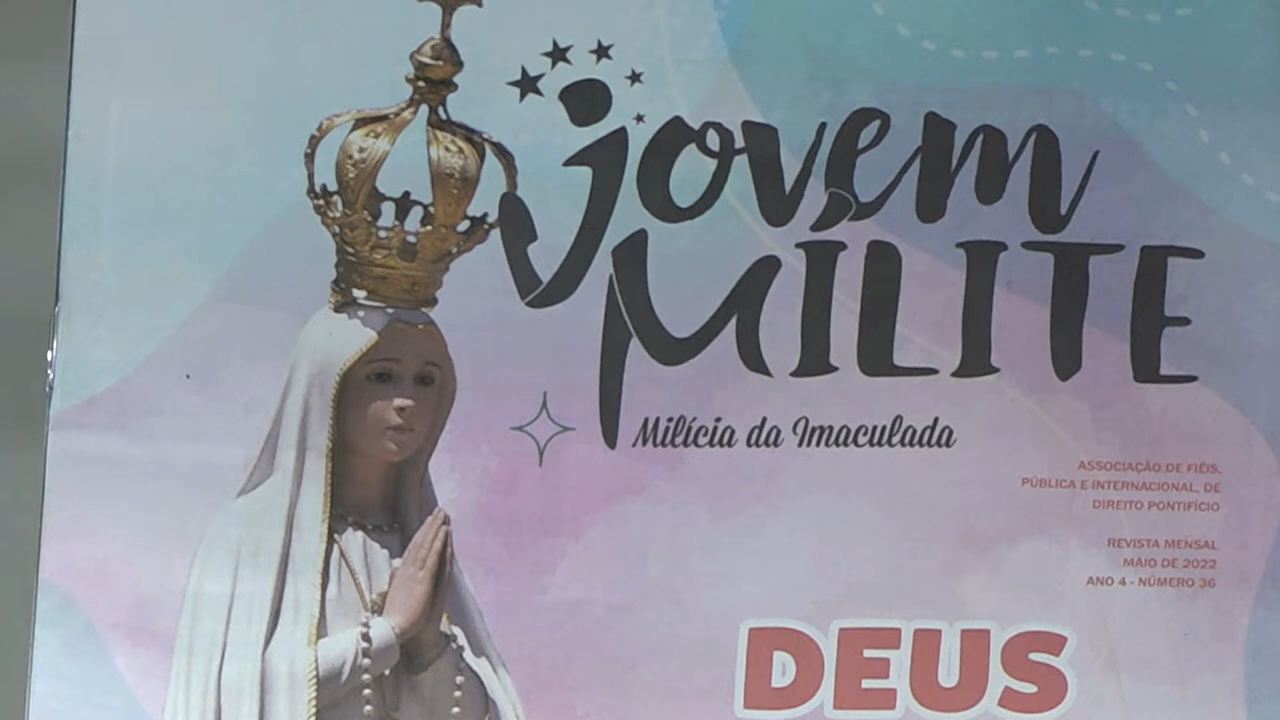 jovem
MÍLITE
Milícia da Imaculada
ASSOCIAÇÃO DE FIÉIS,
PÚBLICA E INTERNACIONAL, DE
DIREITO PONTIFÍCIO
REVISTA MENSAL
MAIO DE 2022
ANO 4 - NÚMERO 36
DEUS